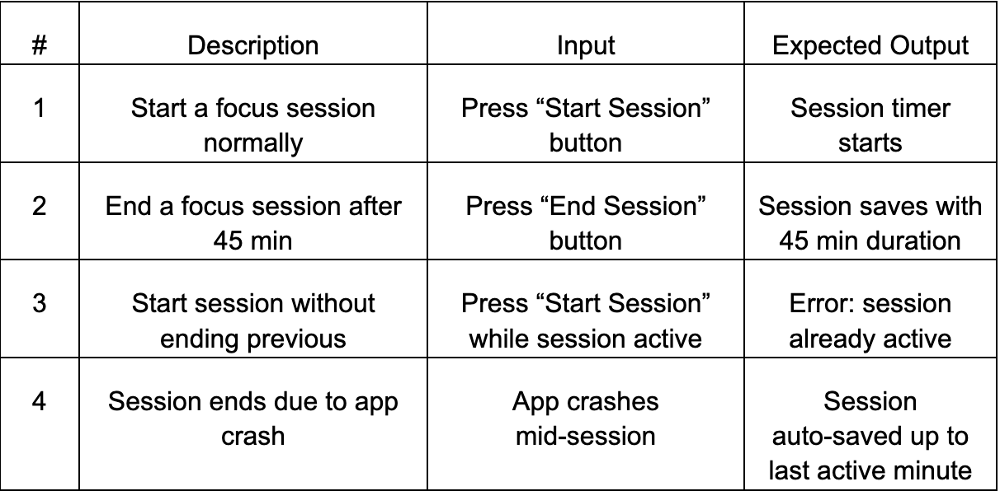 # Description Input Expected Output
1 Start a focus session normally Press “Start Session” button Session timer starts
2 End a focus session after 45 min Press “End Session” button Session saves with 45 min duration
3 Start session without ending previous Press “Start Session” while session active Error: session already active
4 Session ends due to app crash App crashes mid-session Session auto-saved up to last active minute